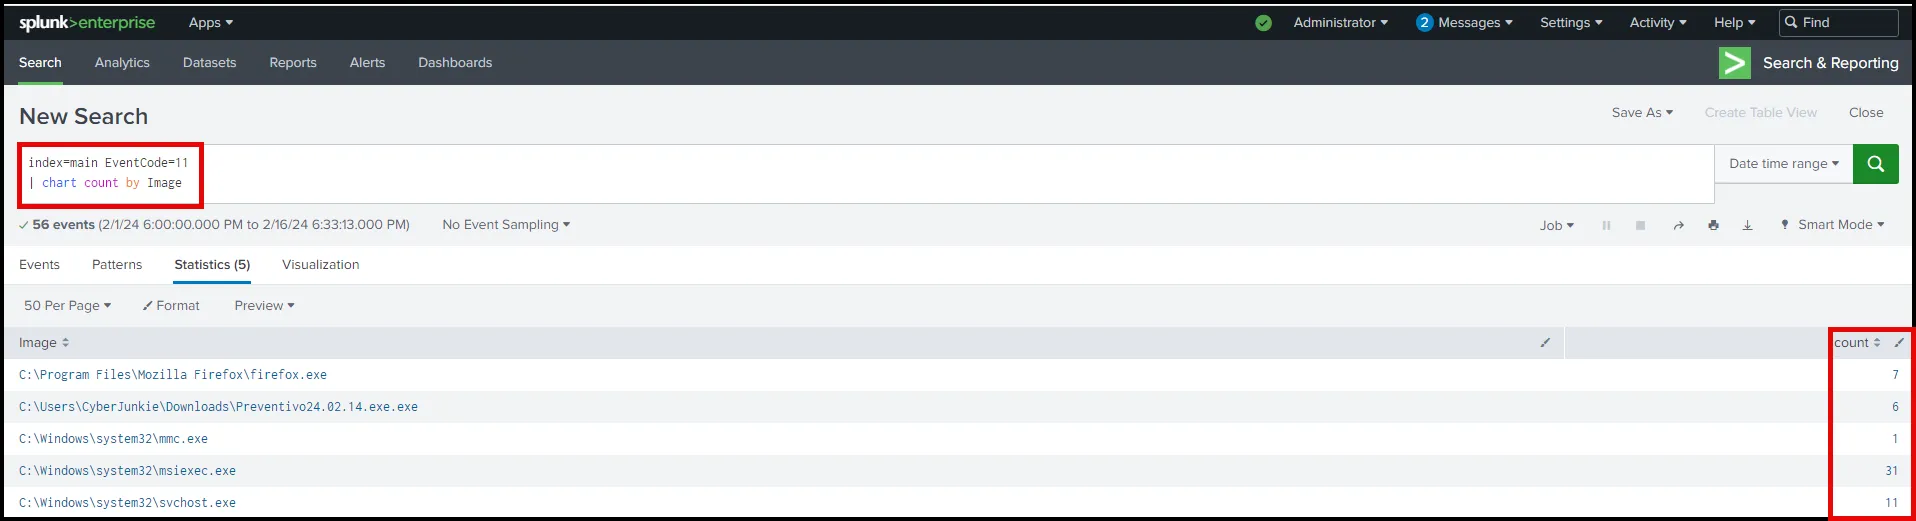 splunk>enterprise Apps Administrator 2 Messages Settings Activity Help Find
Search Analytics Datasets Reports Alerts Dashboards Search & Reporting
New Search Save As Create Table View Close
index=main EventCode=11
| chart count by Image
Date time range
56 events (2/1/24 6:00:00.000 PM to 2/16/24 6:33:13.000 PM) No Event Sampling Job Smart Mode
Events Patterns Statistics (5) Visualization
50 Per Page Format Preview
Image count
C:\Program Files\Mozilla Firefox\firefox.exe 7
C:\Users\CyberJunkie\Downloads\Preventivo24.02.14.exe.exe 6
C:\Windows\system32\mmc.exe 1
C:\Windows\system32\msiexec.exe 31
C:\Windows\system32\svchost.exe 11